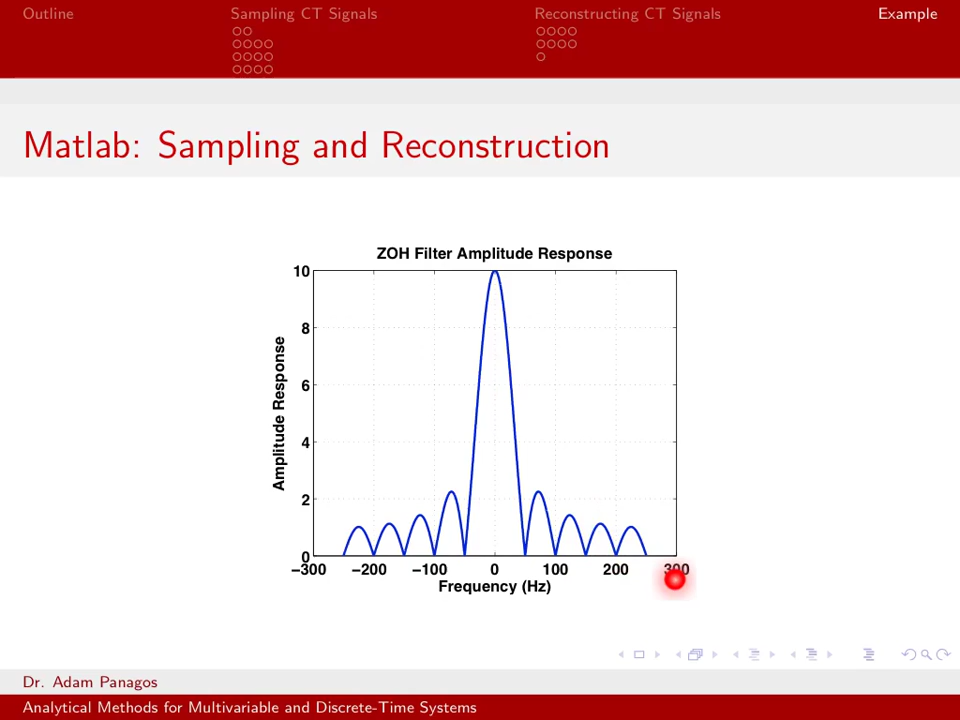 Outline
Sampling CT Signals
Reconstructing CT Signals
Example
Matlab: Sampling and Reconstruction
ZOH Filter Amplitude Response
Amplitude Response
10
8
6
4
2
0
−300 −200 −100 0 100 200 300
Frequency (Hz)
Dr. Adam Panagos
Analytical Methods for Multivariable and Discrete-Time Systems